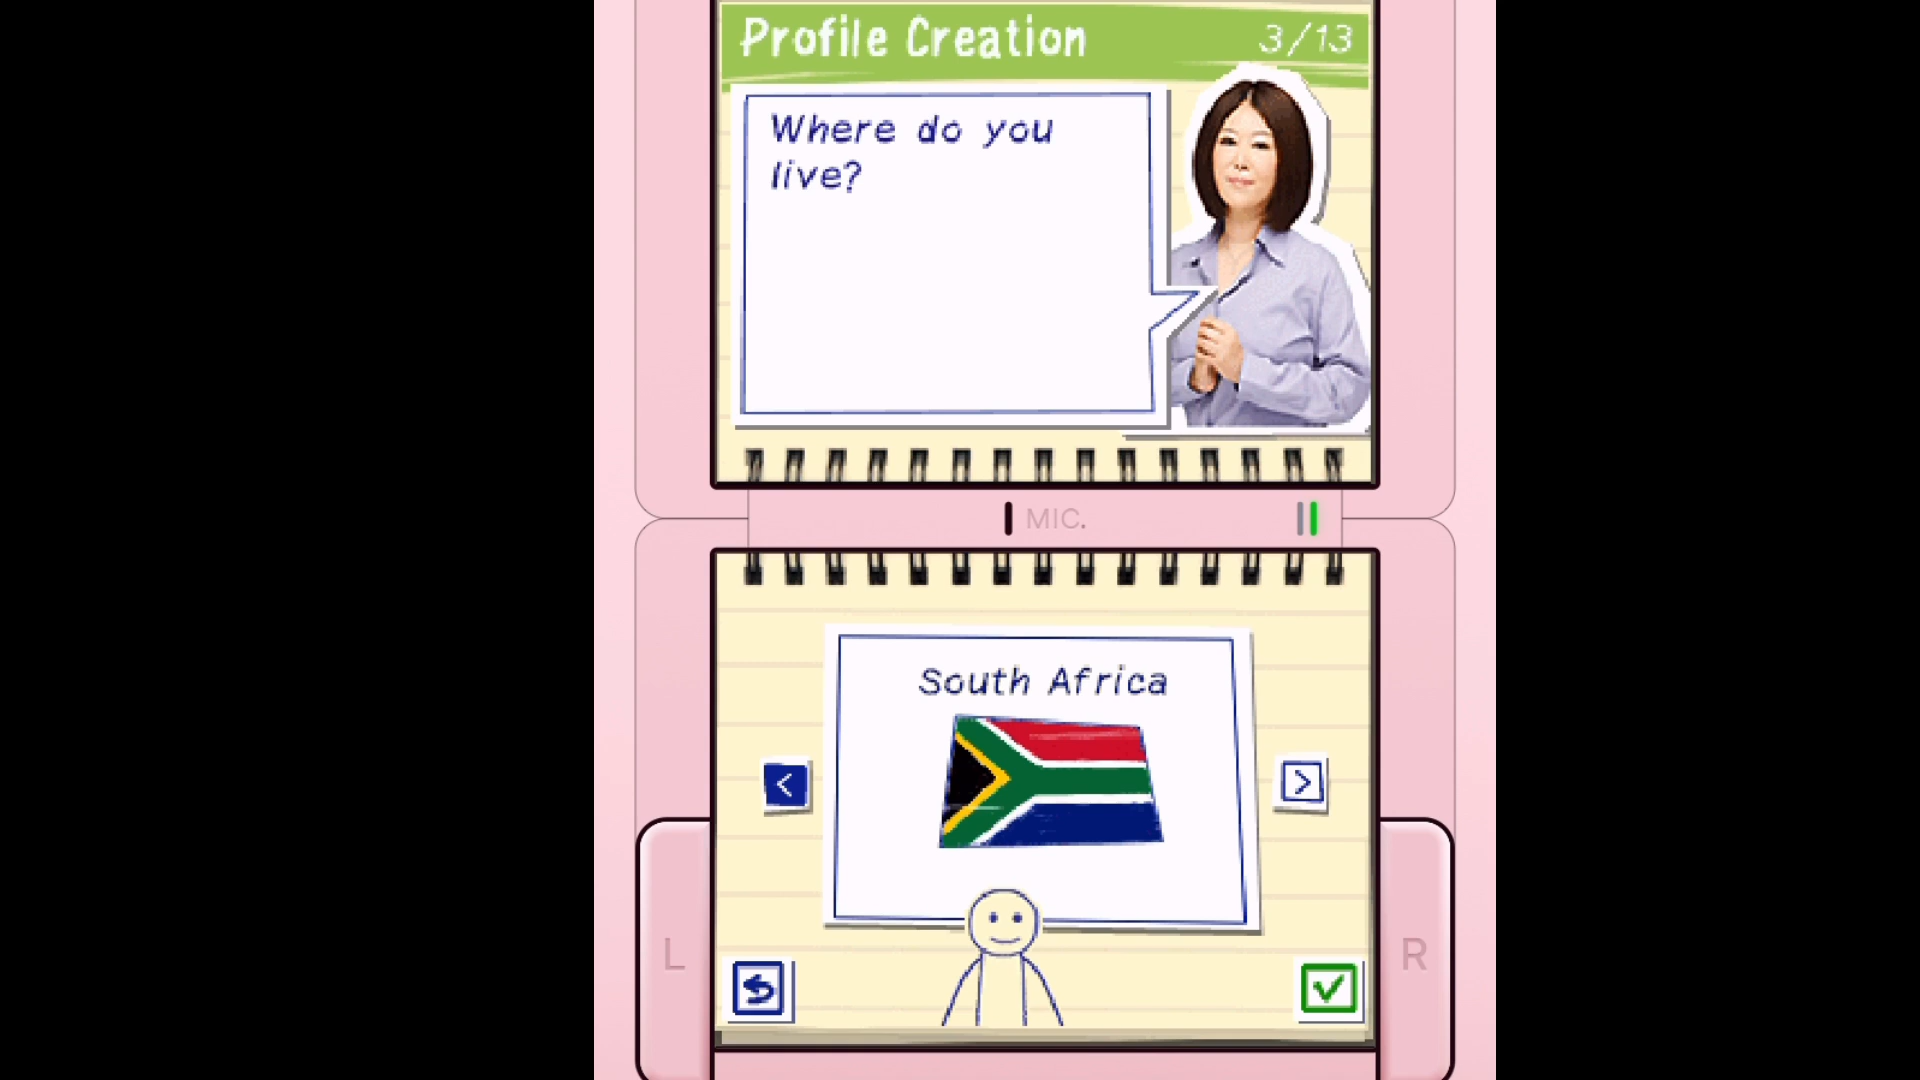 Profile Creation 3/13
Where do you
live?
MIC.
South Africa
L
R